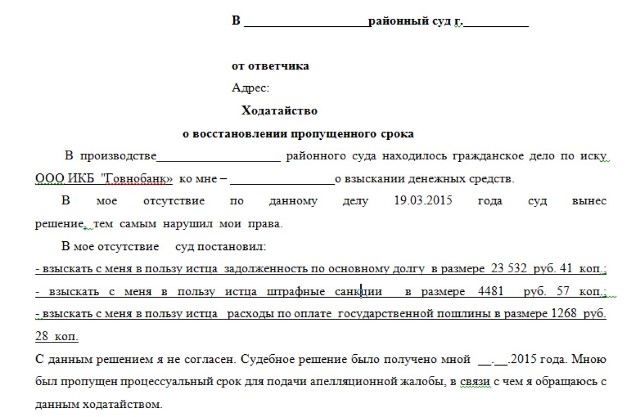 В ____________________районный суд г.___________
от ответчика
Адрес:
Ходатайство
о восстановлении пропущенного срока
В производстве____________________ районного суда находилось гражданское дело по иску
ООО ИКБ "Говнобанк» ко мне – _________________о взыскании денежных средств.
В мое отсутствие по данному делу 19.03.2015 года суд вынес
решение, тем самым нарушил мои права.
В мое отсутствие суд постановил:
- взыскать с меня в пользу истца задолженность по основному долгу в размере 23 532 руб. 41 коп.;
- взыскать с меня в пользу истца штрафные санкции в размере 4481 руб. 57 коп.;
- взыскать с меня в пользу истца расходы по оплате государственной пошлины в размере 1268 руб.
28 коп.
С данным решением я не согласен. Судебное решение было получено мной __.__.2015 года. Мною
был пропущен процессуальный срок для подачи апелляционной жалобы, в связи с чем я обращаюсь с
данным ходатайством.